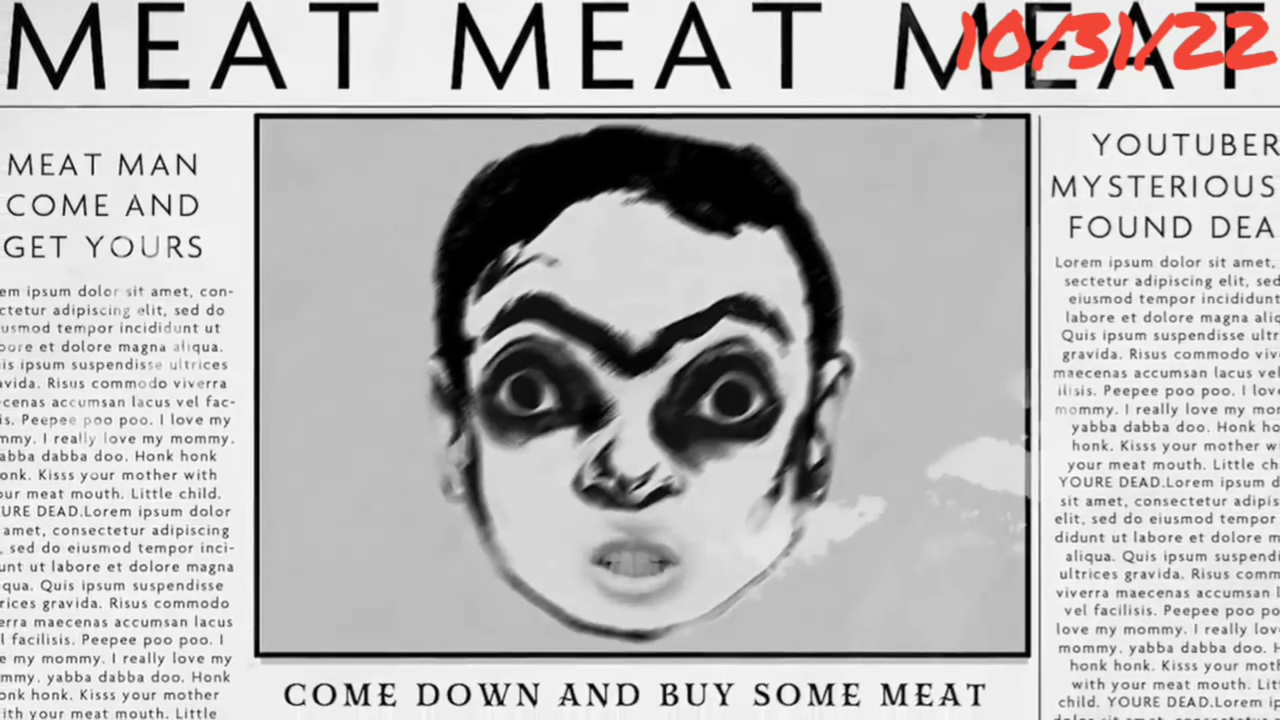 MEAT MEAT MEAT
10/31/22
MEAT MAN
COME AND
GET YOURS
em ipsum dolor sit amet, con-
ctetur adipiscing elit, sed do
usmod tempor incididunt ut
bore et dolore magna aliqua.
is ipsum suspendisse ultrices
avida. Risus commodo viverra
ecenas accumsan lacus vel fac-
is. Peepee poo poo. I love my
mmy. I really love my mommy.
abba dabba doo. Honk honk
onk. Kisss your mother with
our meat mouth. Little child.
URE DEAD.Lorem ipsum dolor
amet, consectetur adipiscing
, sed do eiusmod tempor inci-
unt ut labore et dolore magna
qua. Quis ipsum suspendisse
rices gravida. Risus commodo
erra maecenas accumsan lacus
l facilisis. Peepee poo poo. I
e my mommy. I really love my
mmy. yabba dabba doo. Honk
onk honk. Kisss your mother
with your meat mouth. Little
COME DOWN AND BUY SOME MEAT
YOUTUBER
MYSTERIOUS
FOUND DEA
Lorem ipsum dolor sit amet,
sectetur adipiscing elit, sed
eiusmod tempor incididunt
labore et dolore magna aliq
Quis ipsum suspendisse ultr
gravida. Risus commodo viv
maecenas accumsan lacus vel
ilisis. Peepee poo poo. I love
mommy. I really love my mom
yabba dabba doo. Honk h
honk. Kisss your mother w
your meat mouth. Little ch
YOURE DEAD.Lorem ipsum d
sit amet, consectetur adipis
elit, sed do eiusmod tempor
didunt ut labore et dolore m
aliqua. Quis ipsum suspendi
ultrices gravida. Risus comm
viverra maecenas accumsan l
vel facilisis. Peepee poo po
love my mommy. I really love
mommy. yabba dabba doo. H
honk honk. Kisss your moth
with your meat mouth. Lit
child. YOURE DEAD.Lorem ip